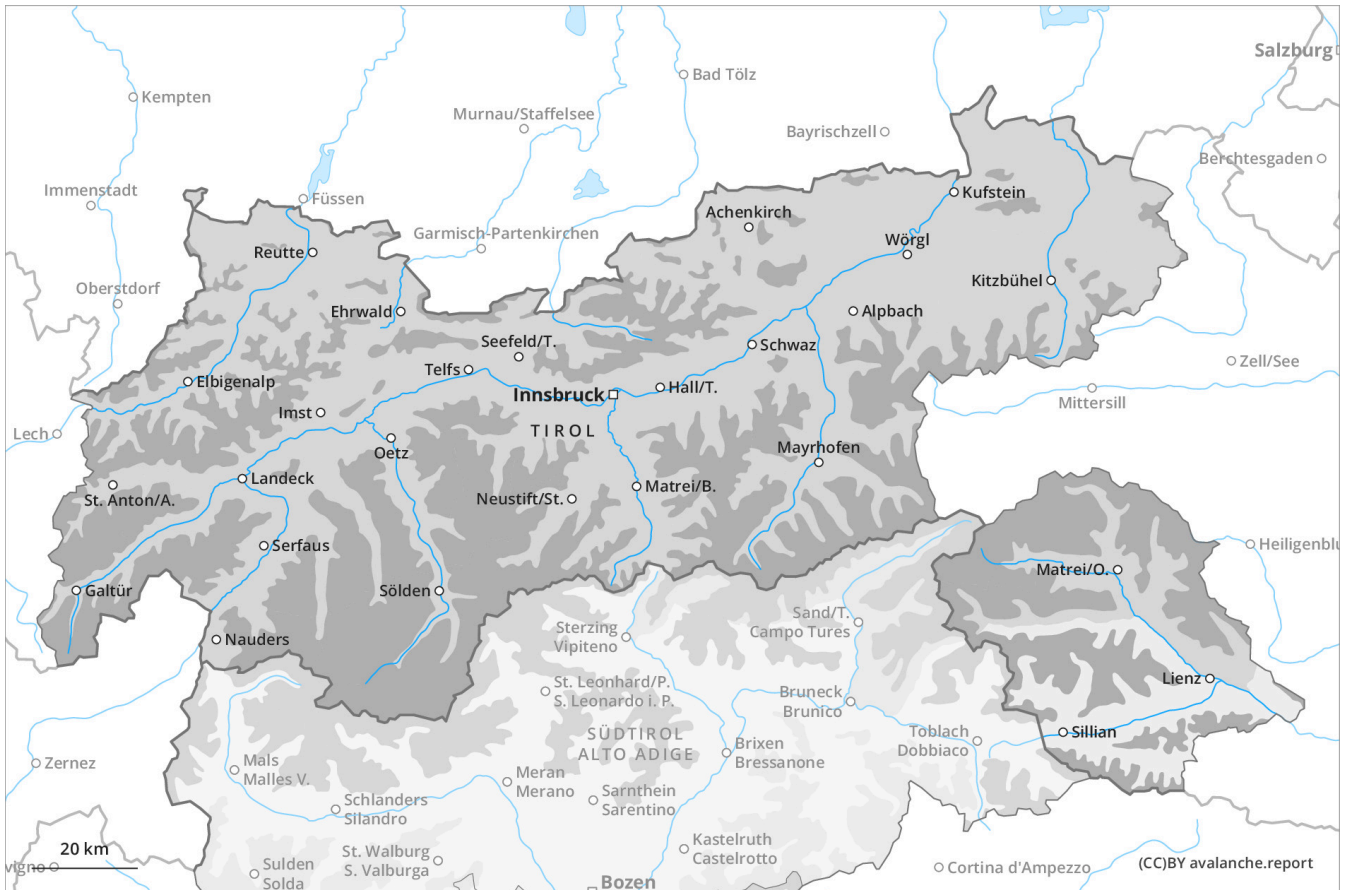 Salzburg
Bad Tölz
Kempten
Murnau/Staffelsee
Bayrischzell
Berchtesgaden
Immenstadt
Füssen
Kufstein
Achenkirch
Garmisch-Partenkirchen
Wörgl
Reutte
Kitzbühel
Oberstdorf
Ehrwald
Alpbach
Seefeld/T.
Schwaz
Zell/See
Telfs
Elbigenalp
Hall/T.
Innsbruck
Mittersill
Imst
TIROL
Lech
Oetz
Mayrhofen
Landeck
St. Anton/A.
Neustift/St.
Matrei/B.
Serfaus
Heiligenblu
Matrei/O.
Galtür
Sölden
Sand/T.
Campo Tures
Sterzing
Vipiteno
Nauders
Lienz
St. Leonhard/P.
S. Leonardo i. P.
Bruneck
Brunico
SÜDTIROL
ALTO ADIGE
Toblach
Dobbiaco
Sillian
Brixen
Bressanone
Zernez
Mals
Malles V.
Meran
Merano
Sarnthein
Sarentino
Schlanders
Silandro
Kastelruth
Castelrotto
20 km
St. Walburg
S. Valburga
vigno
Sulden
Solda
Cortina d'Ampezzo
(CC)BY avalanche.report
Bozen